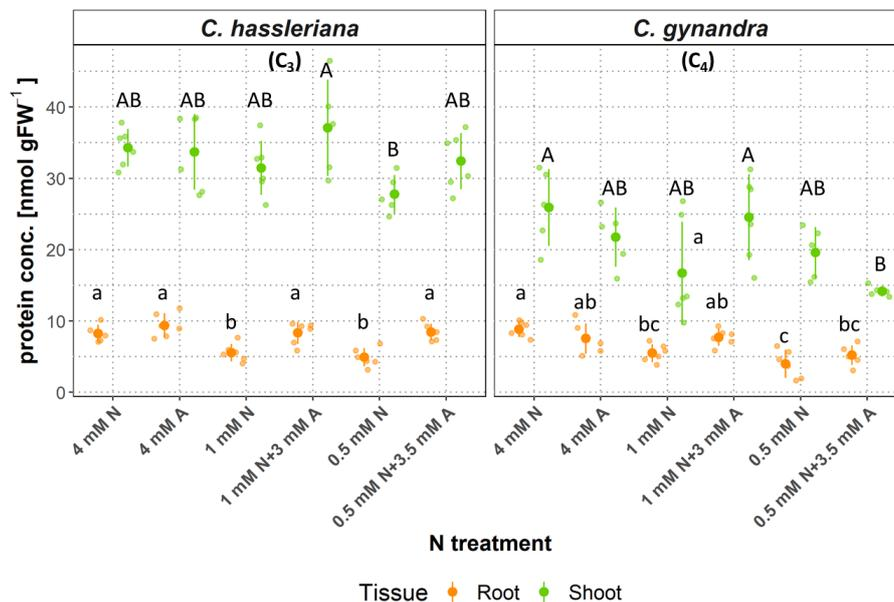 C. hassleriana C. gynandra
(C₃) (C₄)
protein conc. [nmol gFW⁻¹]
40
30
20
10
0
AB AB AB A B AB
a a b a b a
A AB AB A AB B
a
a ab bc ab c bc
4 mM N
4 mM A
1 mM N
1 mM N+3 mM A
0.5 mM N
0.5 mM N+3.5 mM A
4 mM N
4 mM A
1 mM N
1 mM N+3 mM A
0.5 mM N
0.5 mM N+3.5 mM A
N treatment
Tissue Root Shoot